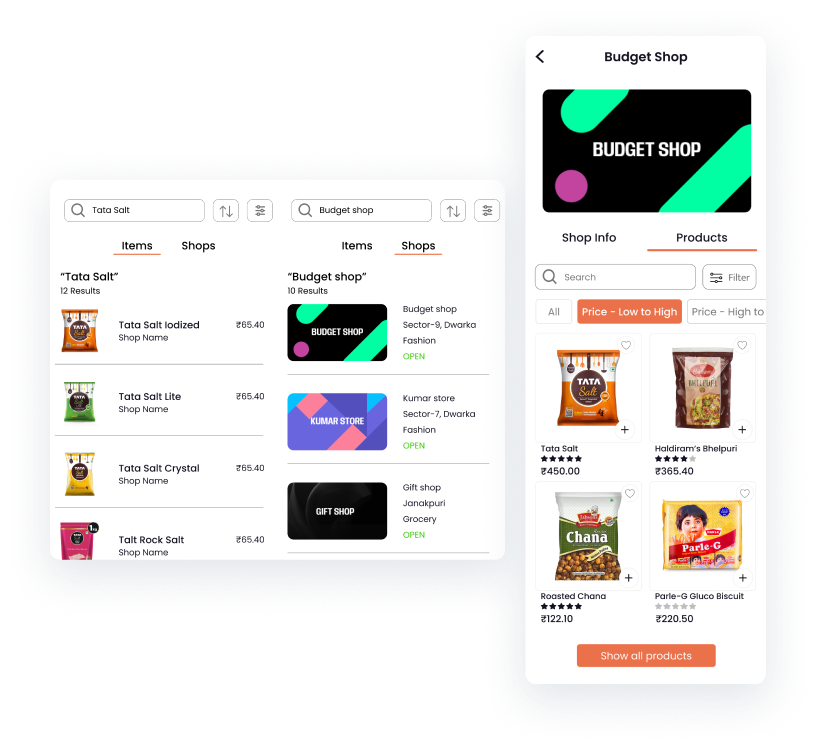 Tata Salt
Items
Shops
“Tata Salt”
12 Results
Tata Salt Iodized
Shop Name
₹65.40
Tata Salt Lite
Shop Name
₹65.40
Tata Salt Crystal
Shop Name
₹65.40
1KG
Talt Rock Salt
Shop Name
₹65.40
Budget shop
Items
Shops
“Budget shop”
10 Results
BUDGET SHOP
Budget shop
Sector-9, Dwarka
Fashion
OPEN
KUMAR STORE
Kumar store
Sector-7, Dwarka
Fashion
OPEN
GIFT SHOP
Gift shop
Janakpuri
Grocery
OPEN
Budget Shop
BUDGET SHOP
Shop Info
Products
Search
Filter
All
Price - Low to High
Price - High to
TATA
Salt
Tata Salt
₹450.00
BHELPURI
Haldiram's Bhelpuri
₹365.40
Chana
Roasted Chana
₹122.10
Parle-G
Parle-G Gluco Biscuit
₹220.50
Show all products